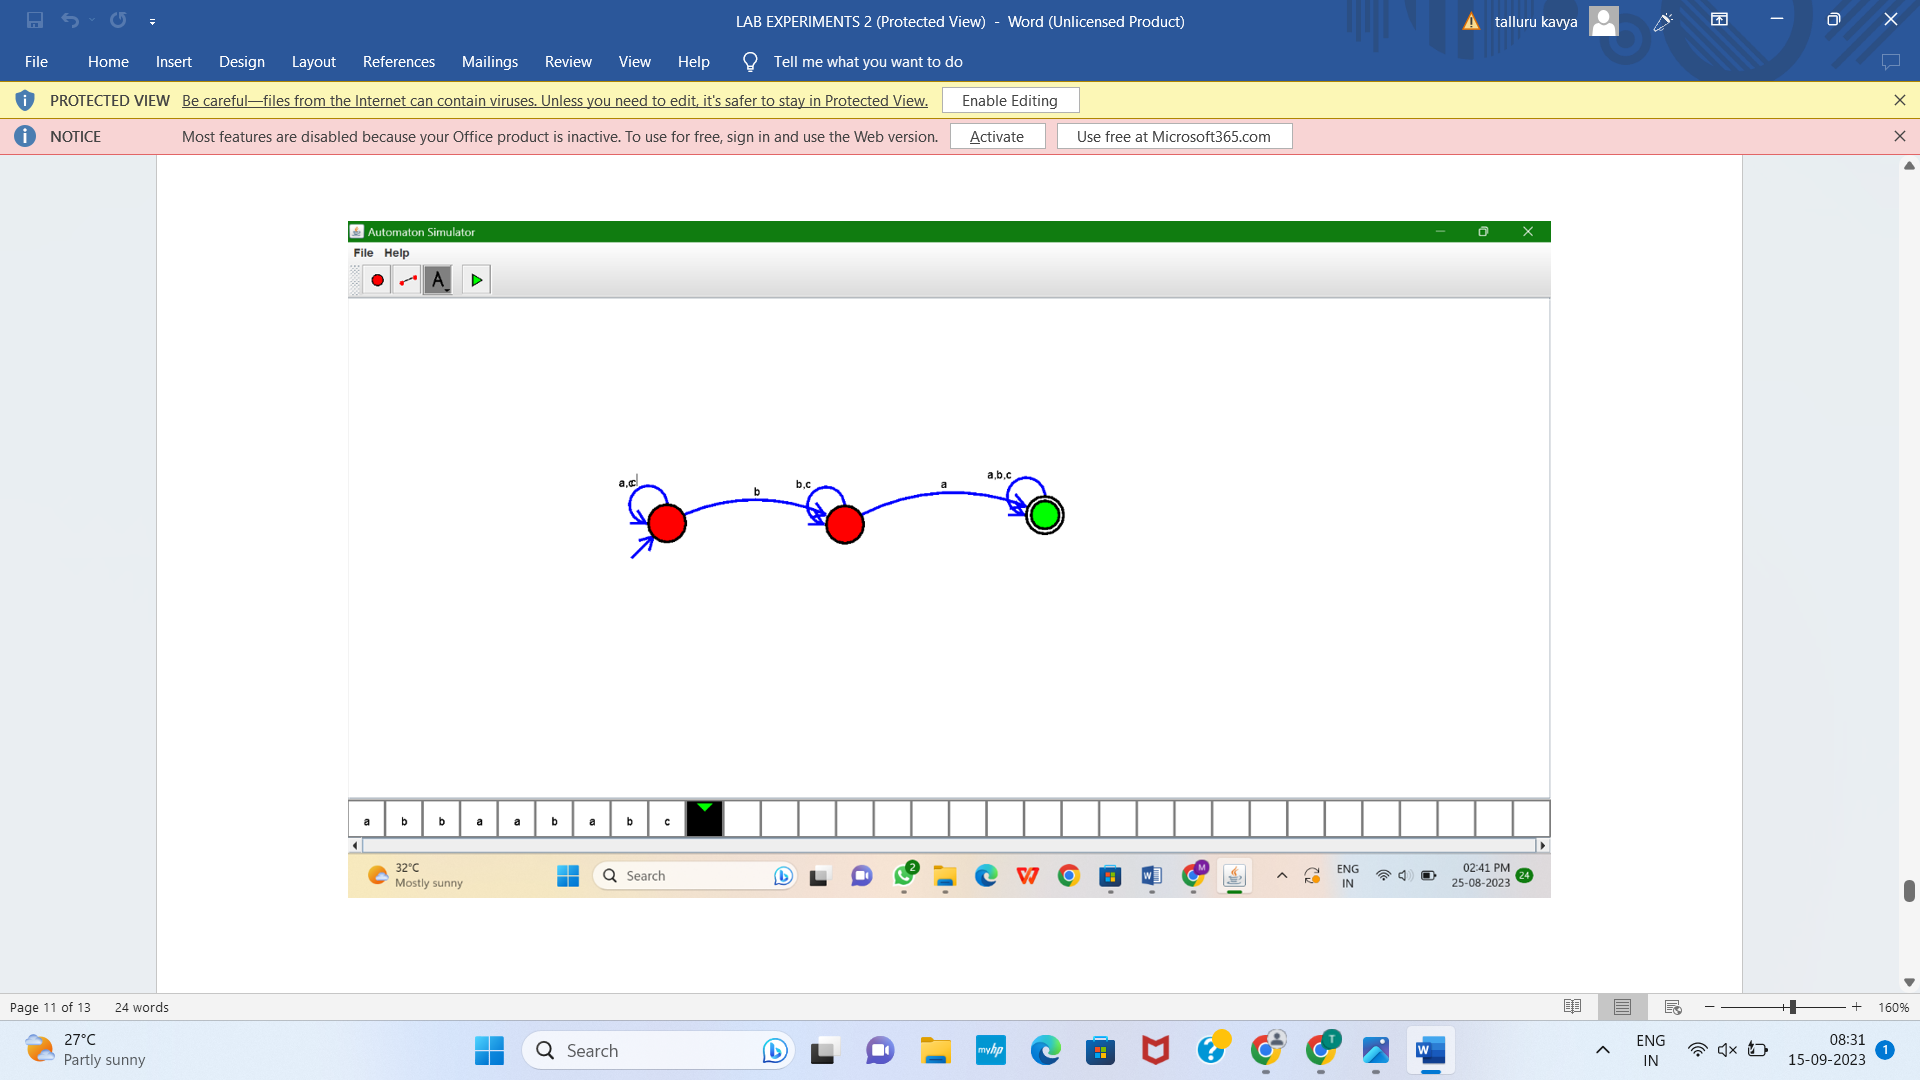 LAB EXPERIMENTS 2 (Protected View) - Word (Unlicensed Product)
talluru kavya
File Home Insert Design Layout References Mailings Review View Help Tell me what you want to do
PROTECTED VIEW Be careful—files from the Internet can contain viruses. Unless you need to edit, it's safer to stay in Protected View. Enable Editing
NOTICE Most features are disabled because your Office product is inactive. To use for free, sign in and use the Web version. Activate Use free at Microsoft365.com
Automaton Simulator
File Help
A
a,c b b,c a a,b,c
a b b a a b a b c
32°C
Mostly sunny
Search
2
M
ENG
IN
02:41 PM
25-08-2023
24
Page 11 of 13 24 words
160%
27°C
Partly sunny
Search
myhp
T
W
ENG
IN
08:31
15-09-2023
1